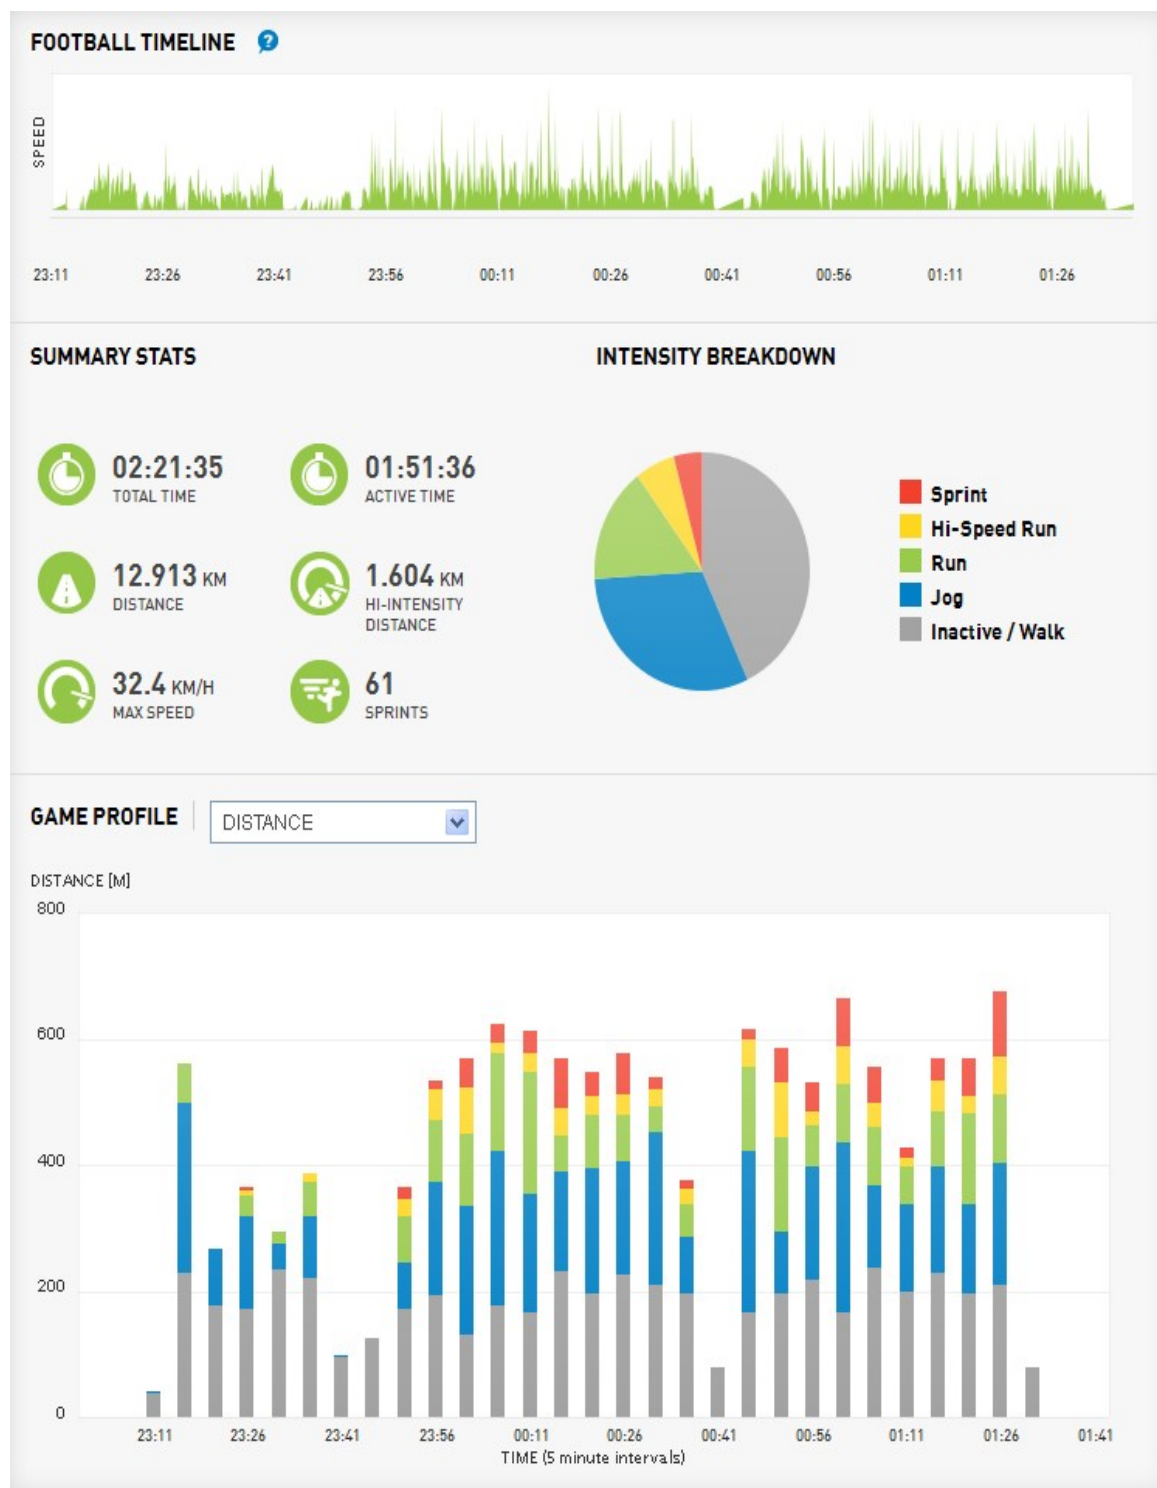 FOOTBALL TIMELINE ?
SPEED
23:11 23:26 23:41 23:56 00:11 00:26 00:41 00:56 01:11 01:26
SUMMARY STATS
02:21:35
TOTAL TIME
01:51:36
ACTIVE TIME
12.913 KM
DISTANCE
1.604 KM
HI-INTENSITY
DISTANCE
32.4 KM/H
MAX SPEED
61
SPRINTS
INTENSITY BREAKDOWN
Sprint
Hi-Speed Run
Run
Jog
Inactive / Walk
GAME PROFILE
DISTANCE
DISTANCE [M]
800
600
400
200
0
23:11 23:26 23:41 23:56 00:11 00:26 00:41 00:56 01:11 01:26 01:41
TIME (5 minute intervals)